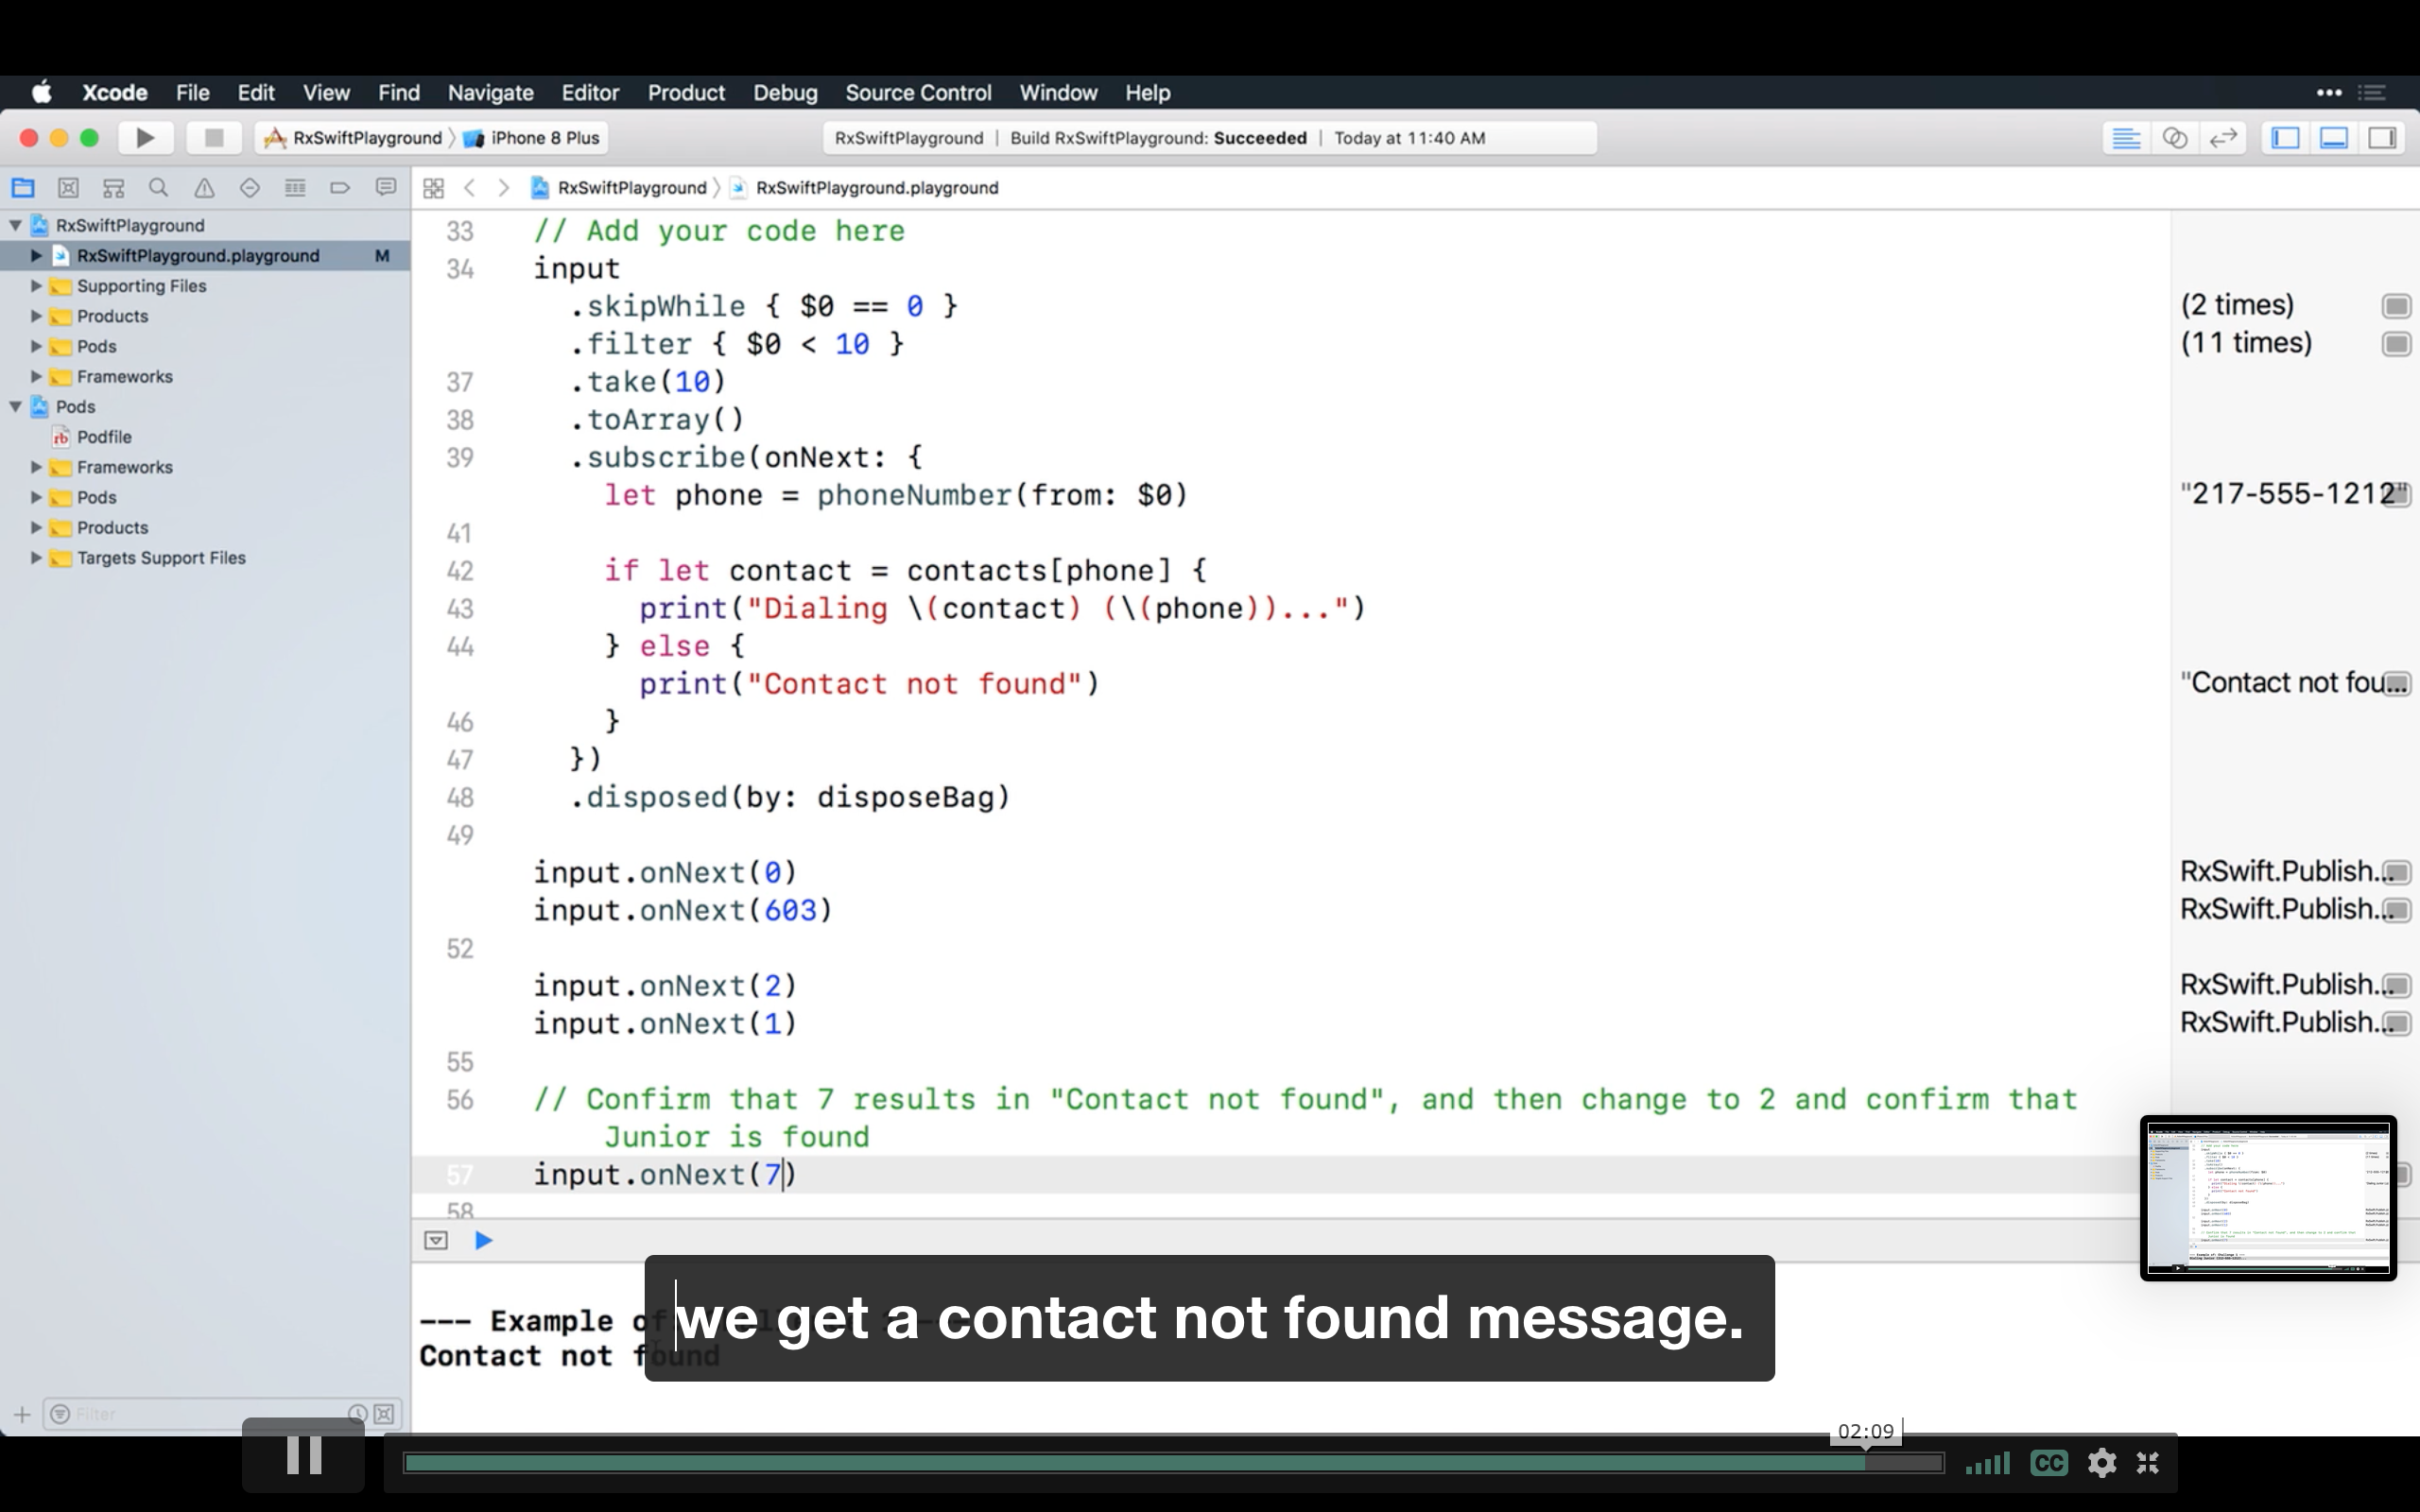 Xcode File Edit View Find Navigate Editor Product Debug Source Control Window Help
RxSwiftPlayground iPhone 8 Plus
RxSwiftPlayground | Build RxSwiftPlayground: Succeeded | Today at 11:40 AM
RxSwiftPlayground
RxSwiftPlayground.playground M
Supporting Files
Products
Pods
Frameworks
Pods
Podfile
Frameworks
Pods
Products
Targets Support Files
Filter
RxSwiftPlayground RxSwiftPlayground.playground
33 // Add your code here
34 input
.skipWhile { $0 == 0 } (2 times)
.filter { $0 < 10 } (11 times)
37 .take(10)
38 .toArray()
39 .subscribe(onNext: {
let phone = phoneNumber(from: $0) "217-555-1212"
41
42 if let contact = contacts[phone] {
43 print("Dialing \(contact) (\(phone))...")
44 } else {
print("Contact not found") "Contact not fou...
46 }
47 })
48 .disposed(by: disposeBag)
49
input.onNext(0) RxSwift.Publish...
input.onNext(603) RxSwift.Publish...
52
input.onNext(2) RxSwift.Publish...
input.onNext(1) RxSwift.Publish...
55
56 // Confirm that 7 results in "Contact not found", and then change to 2 and confirm that
Junior is found
57 input.onNext(7)
58
--- Example of
Contact not found
we get a contact not found message.
02:09
CC